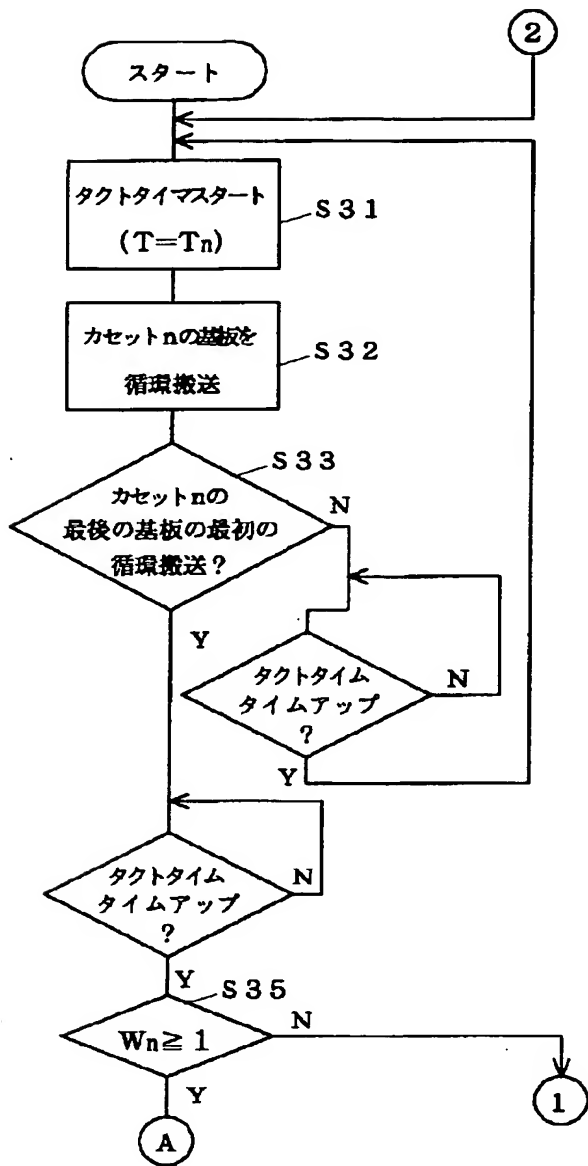 2
スタート
タクトタイマスタート
(T=Tn)
S31
カセットnの基板を
循環搬送
S32
S33
カセットnの
最後の基板の最初の
循環搬送?
N
Y
タクトタイム
タイムアップ
?
N
Y
タクトタイム
タイムアップ
?
N
Y
S35
Wn≧1
N
Y
1
A